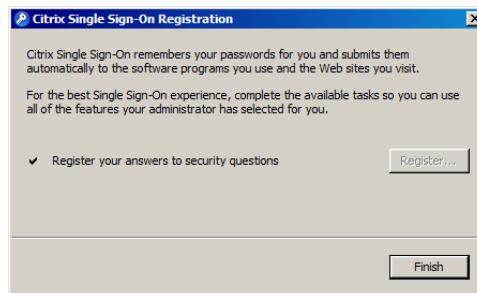 Citrix Single Sign-On Registration
Citrix Single Sign-On remembers your passwords for you and submits them
automatically to the software programs you use and the Web sites you visit.
For the best Single Sign-On experience, complete the available tasks so you can use
all of the features your administrator has selected for you.
Register your answers to security questions Register...
Finish